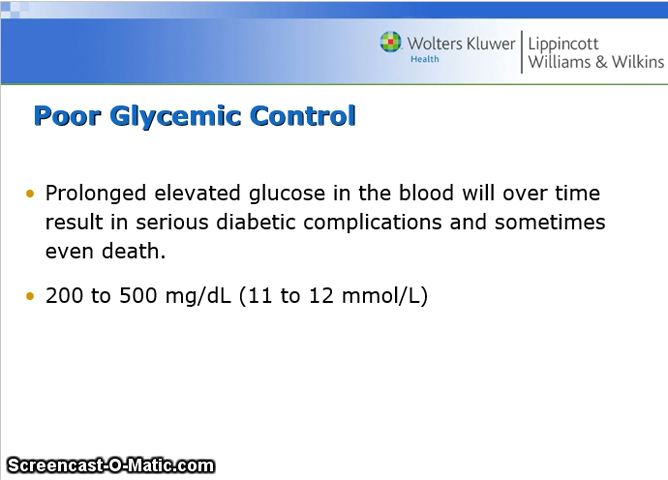 Wolters Kluwer
Health
Lippincott
Williams & Wilkins
Poor Glycemic Control
• Prolonged elevated glucose in the blood will over time
result in serious diabetic complications and sometimes
even death.
• 200 to 500 mg/dL (11 to 12 mmol/L)
Screencast-O-Matic.com